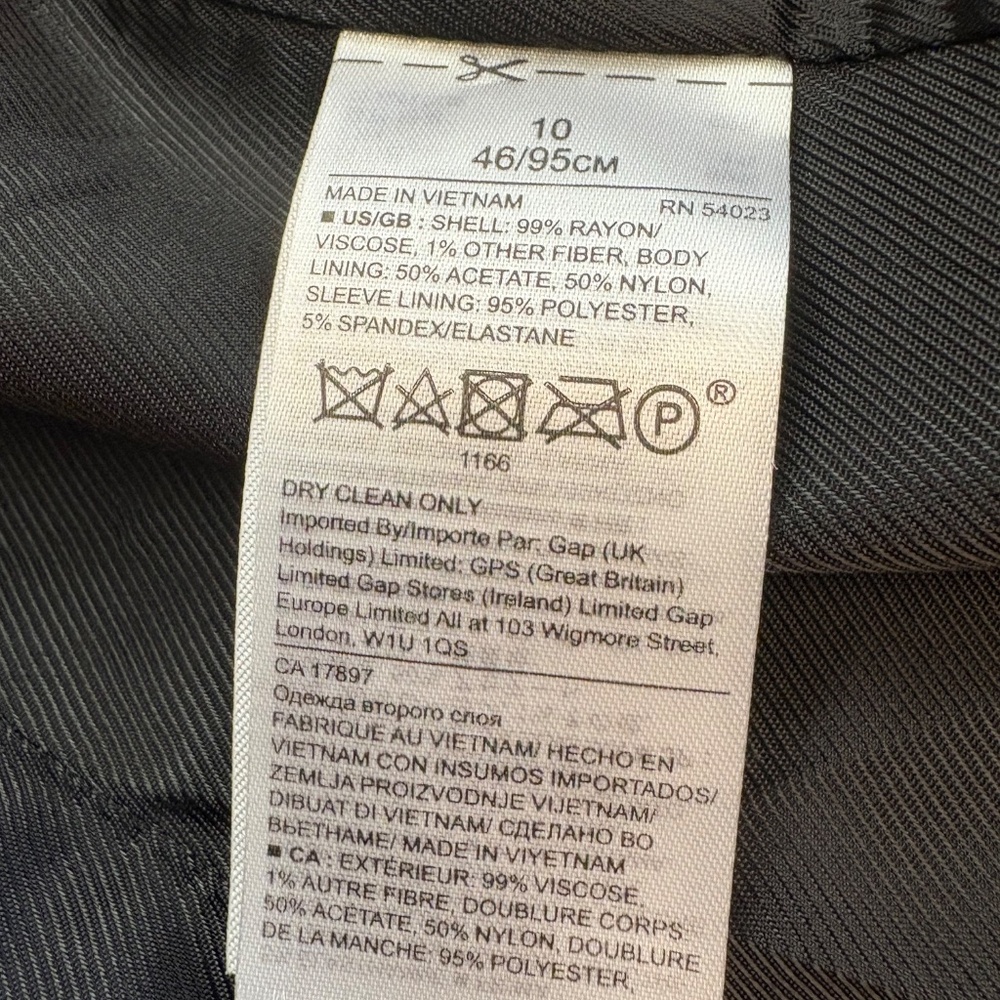 10
46/95CM
MADE IN VIETNAM RN 54023
■ US/GB : SHELL: 99% RAYON/
VISCOSE, 1% OTHER FIBER, BODY
LINING: 50% ACETATE, 50% NYLON,
SLEEVE LINING: 95% POLYESTER,
5% SPANDEX/ELASTANE
P ®
1166
DRY CLEAN ONLY
Imported By/Importe Par: Gap (UK
Holdings) Limited: GPS (Great Britain)
Limited Gap Stores (Ireland) Limited Gap
Europe Limited All at 103 Wigmore Street,
London, W1U 1QS
CA 17897
Одежда второго слоя
FABRIQUE AU VIETNAM/ HECHO EN
VIETNAM CON INSUMOS IMPORTADOS/
ZEMLJA PROIZVODNJE VIJETNAM/
DIBUAT DI VIETNAM/ СДЕЛАНО ВО
ВЬЕТНАМЕ/ MADE IN VIYETNAM
■ CA : EXTÉRIEUR: 99% VISCOSE,
1% AUTRE FIBRE, DOUBLURE CORPS:
50% ACETATE, 50% NYLON, DOUBLURE
DE LA MANCHE: 95% POLYESTER,